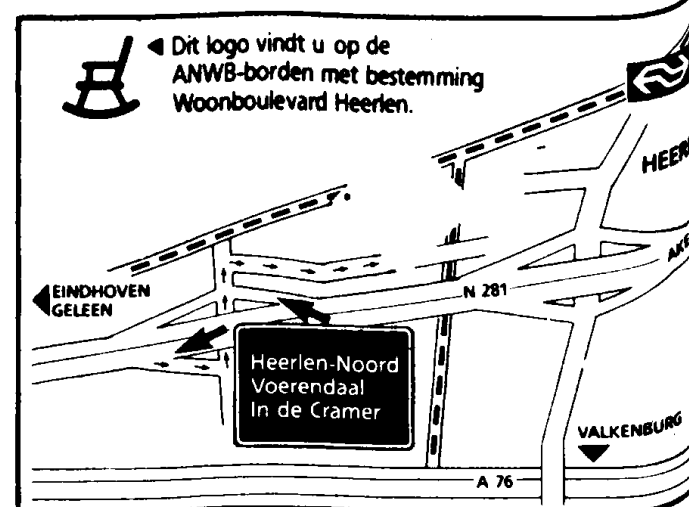 Dit logo vindt u op de
ANWB-borden met bestemming
Woonboulevard Heerlen.
EINDHOVEN
GELEEN
N 281
Heerlen-Noord
Voerendaal
In de Cramer
VALKENBURG
A 76